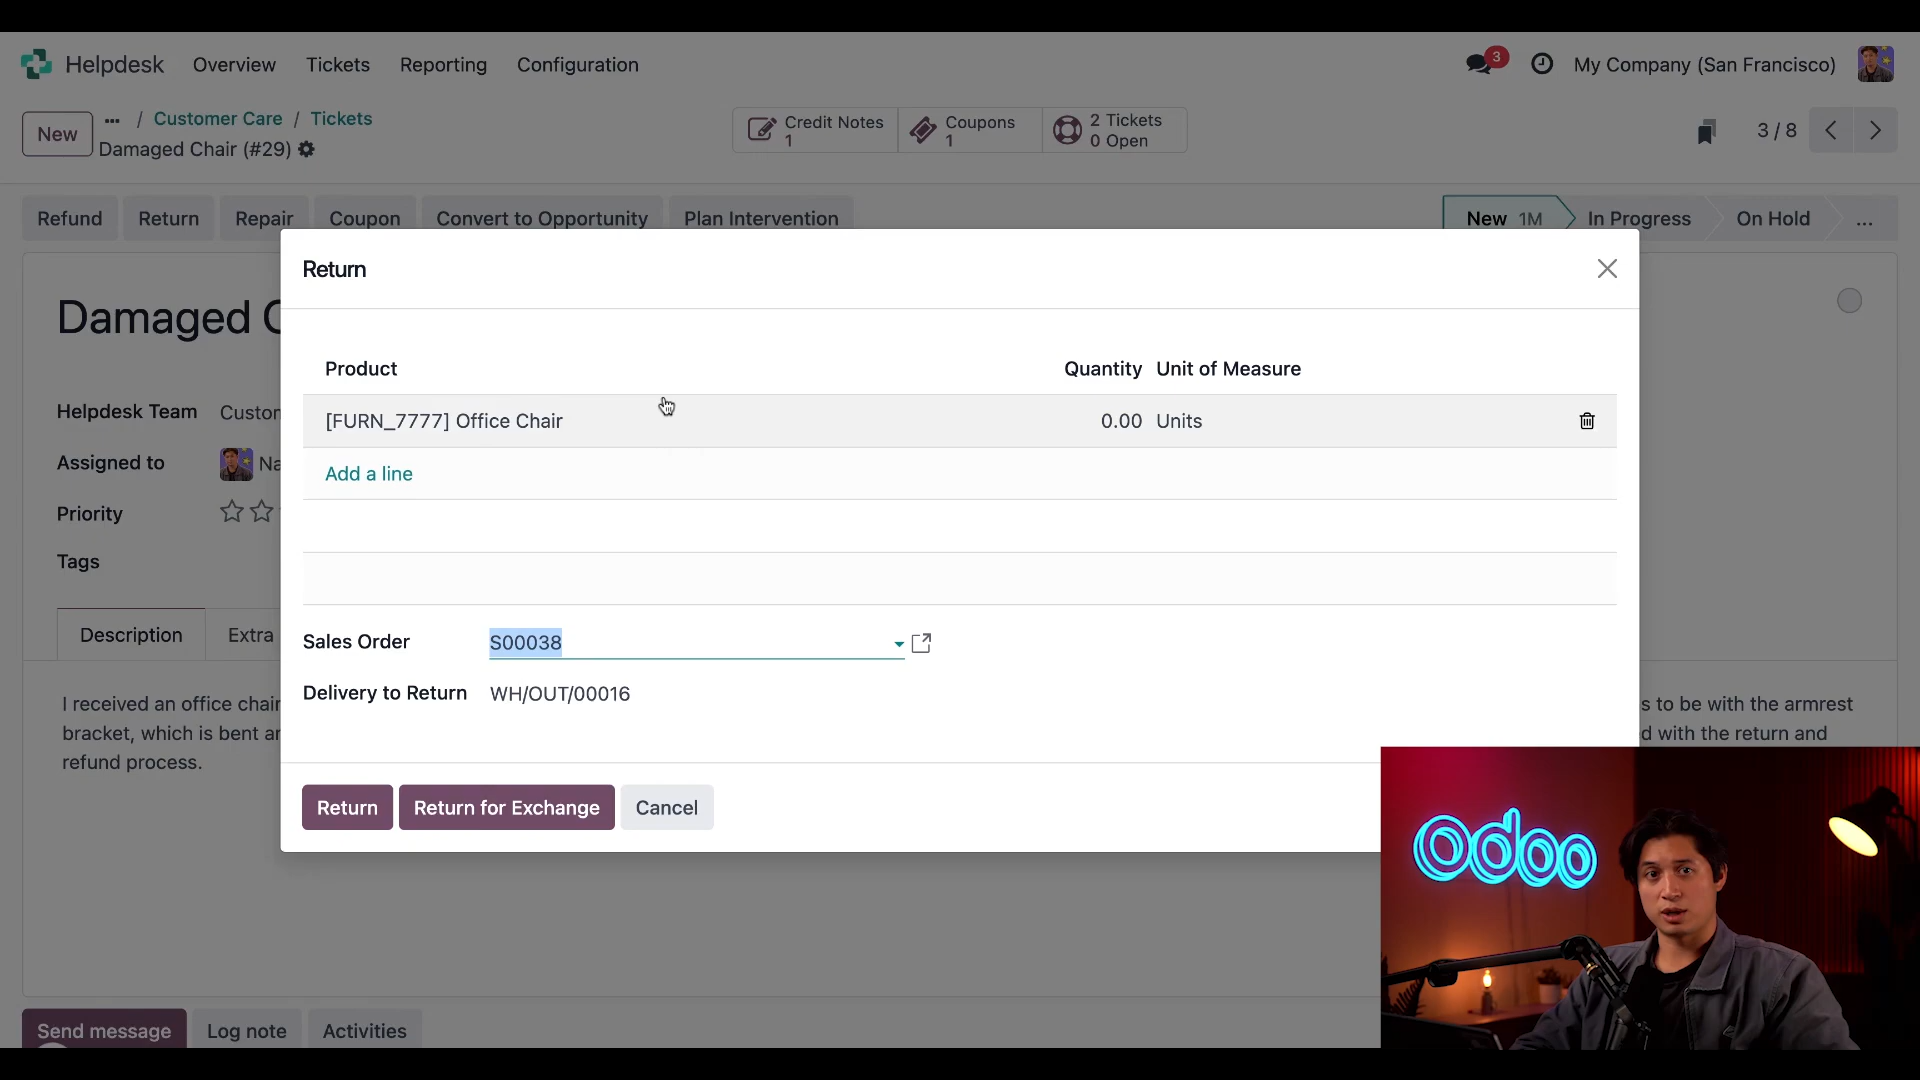 Helpdesk Overview Tickets Reporting Configuration 3 My Company (San Francisco)
New ... / Customer Care / Tickets
Damaged Chair (#29)
Credit Notes 1
Coupons 1
2 Tickets
0 Open
3 / 8
Refund Return Repair Coupon Convert to Opportunity Plan Intervention New 1M In Progress On Hold ...
Return
Damaged C
Product Quantity Unit of Measure
[FURN_7777] Office Chair 0.00 Units
Add a line
Helpdesk Team Custon
Assigned to Na
Priority
Tags
Sales Order S00038
Delivery to Return WH/OUT/00016
Description Extra
I received an office chair
bracket, which is bent an
refund process.
s to be with the armrest
d with the return and
Return Return for Exchange Cancel
odoo
Send message Log note Activities